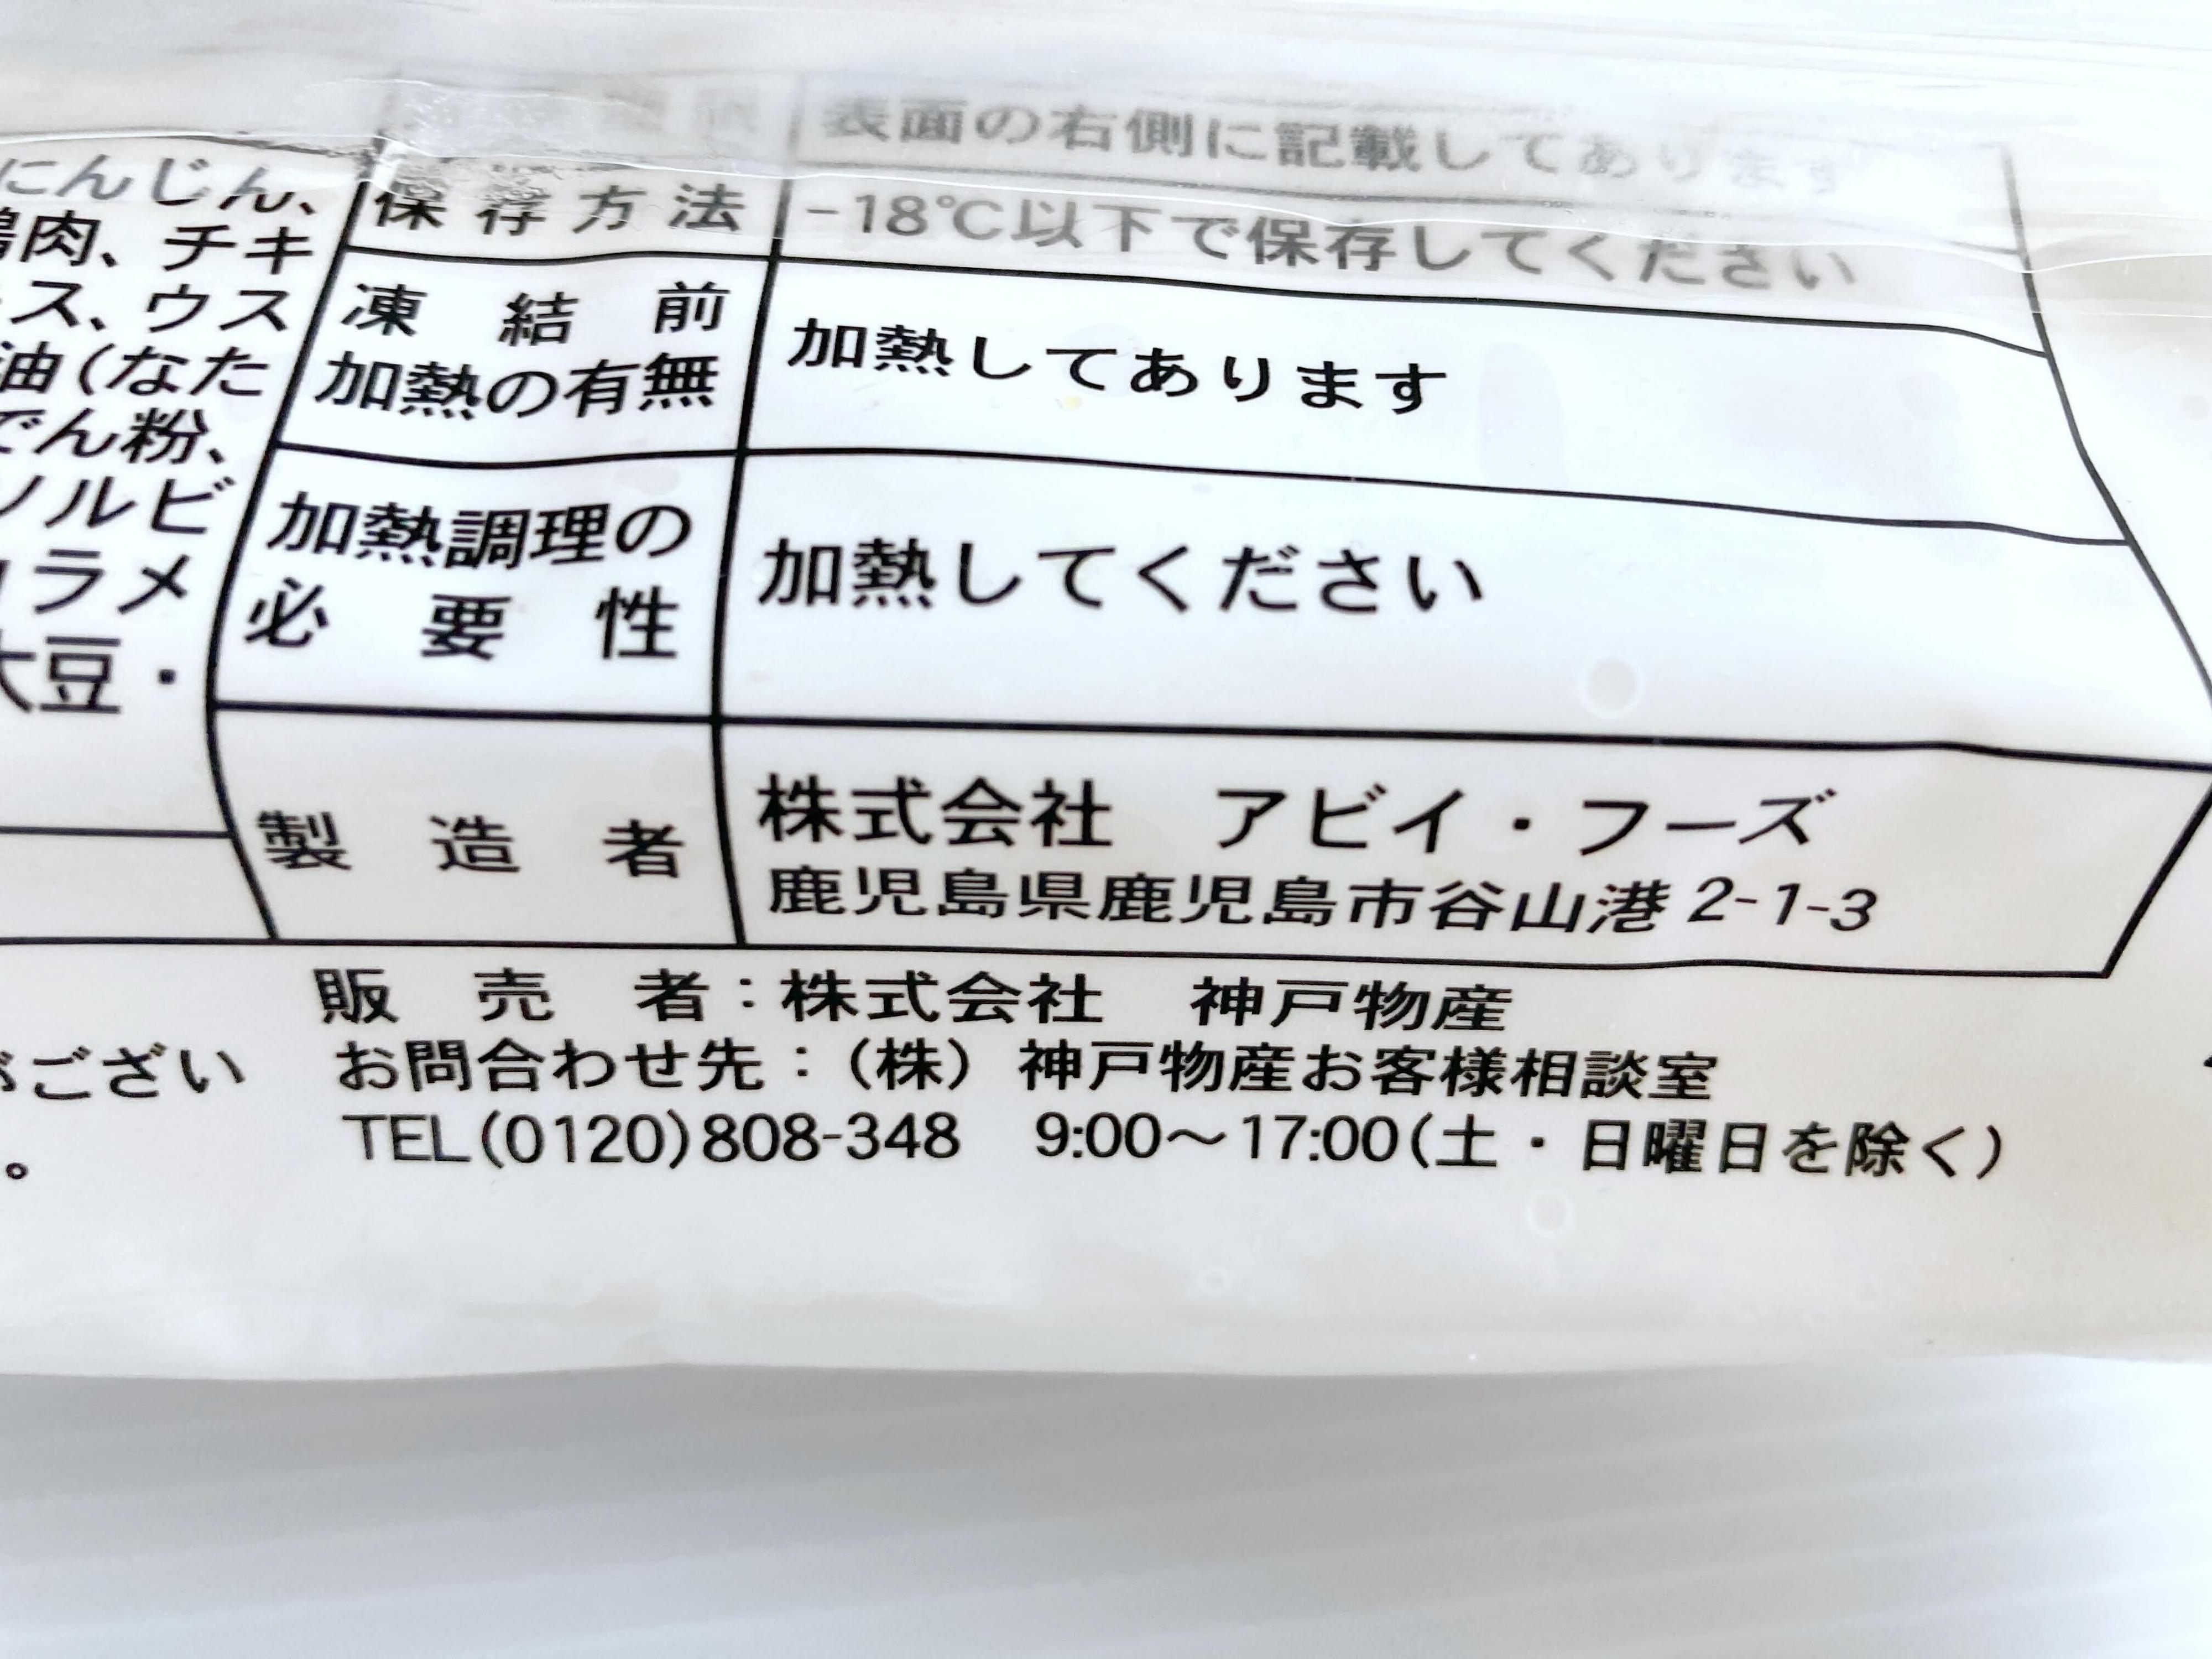 表面の右側に記載してあります
にんじん、
保存方法 -18℃以下で保存してください
肉、チキ
凍結前
加熱の有無 加熱してあります
ス、ウス
油(なた
でん粉、
加熱調理の
必要性 加熱してください
ソルビ
ラメ
大豆・
製造者 株式会社 アビイ・フーズ
鹿児島県鹿児島市谷山港2-1-3
販売者:株式会社 神戸物産
がござい
お問合わせ先:(株)神戸物産お客様相談室
TEL(0120)808-348 9:00〜17:00(土・日曜日を除く)
。